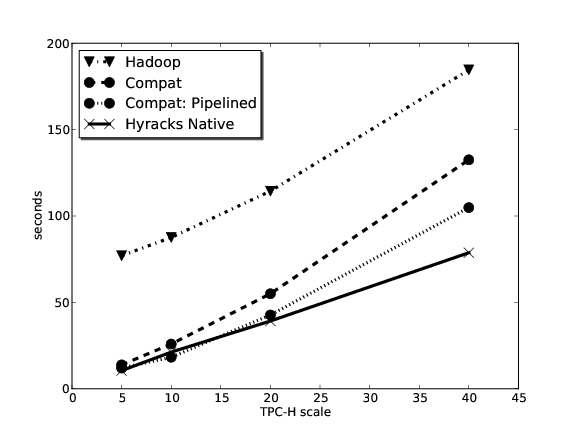 200
150
100
50
0
seconds
Hadoop
Compat
Compat: Pipelined
Hyracks Native
0 5 10 15 20 25 30 35 40 45
TPC-H scale